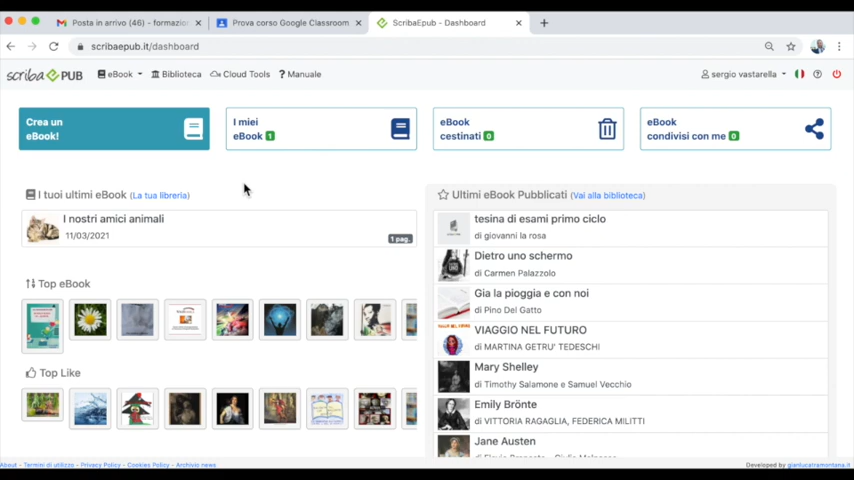 Posta in arrivo (46) – formazion
Prova corso Google Classroom
ScribaEpub - Dashboard
scribaepub.it/dashboard
scriba ePUB
eBook
Biblioteca
Cloud Tools
Manuale
sergio vastarella
Crea un
eBook!
I miei
eBook 1
eBook
cestinati 0
eBook
condivisi con me 0
I tuoi ultimi eBook (La tua libreria)
I nostri amici animali
11/03/2021
1 pag.
Top eBook
Top Like
Ultimi eBook Pubblicati (Vai alla biblioteca)
tesina di esami primo ciclo
di giovanni la rosa
Dietro uno schermo
di Carmen Palazzolo
Gia la pioggia e con noi
di Pino Del Gatto
VIAGGIO NEL FUTURO
di MARTINA GETRU' TEDESCHI
Mary Shelley
di Timothy Salamone e Samuel Vecchio
Emily Brönte
di VITTORIA RAGAGLIA, FEDERICA MILITTI
Jane Austen
About - Termini di utilizzo - Privacy Policy - Cookies Policy - Archivio news
Developed by gianlucatramontana.it